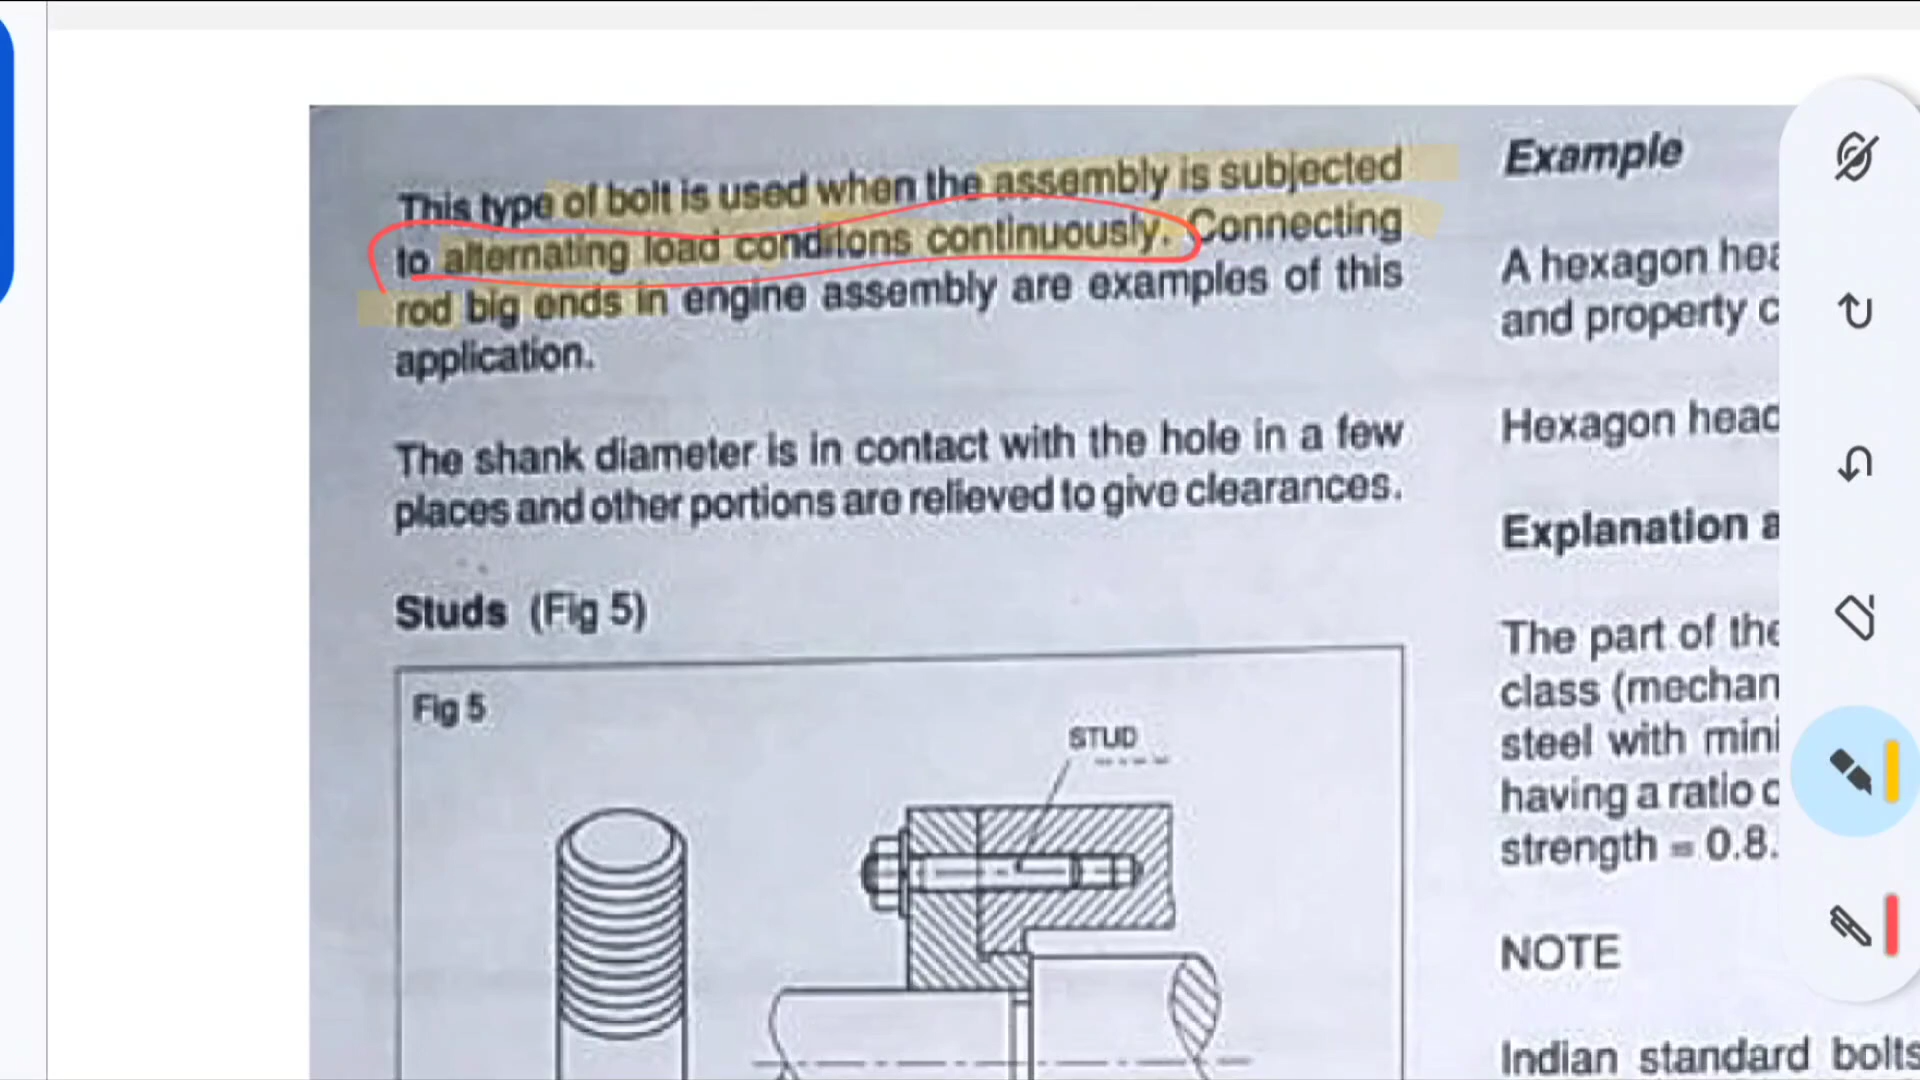 This type of bolt is used when the assembly is subjected
to alternating load conditions continuously. Connecting
rod big ends in engine assembly are examples of this
application.
The shank diameter is in contact with the hole in a few
places and other portions are relieved to give clearances.
Studs (Fig 5)
Fig 5
STUD
Example
A hexagon hea
and property c
Hexagon head
Explanation a
The part of the
class (mechan
steel with mini
having a ratio o
strength = 0.8.
NOTE
Indian standard bolts